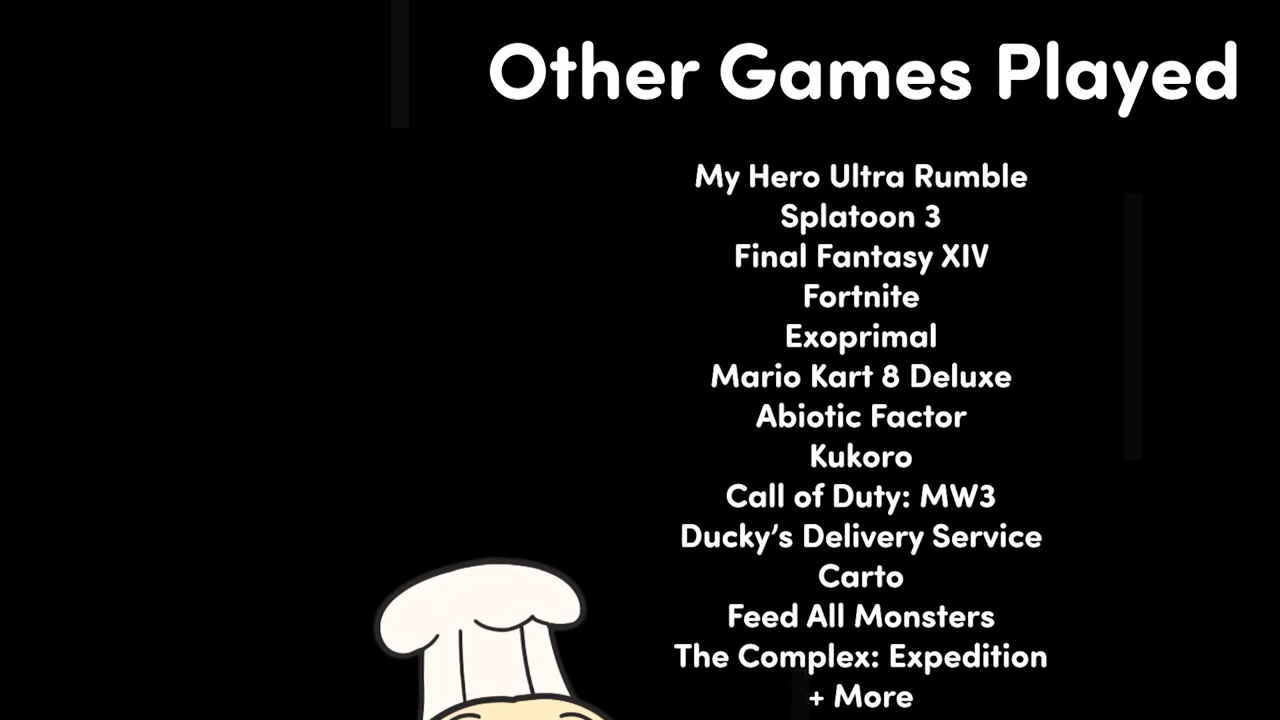 Other Games Played
My Hero Ultra Rumble
Splatoon 3
Final Fantasy XIV
Fortnite
Exoprimal
Mario Kart 8 Deluxe
Abiotic Factor
Kukoro
Call of Duty: MW3
Ducky’s Delivery Service
Carto
Feed All Monsters
The Complex: Expedition
+ More